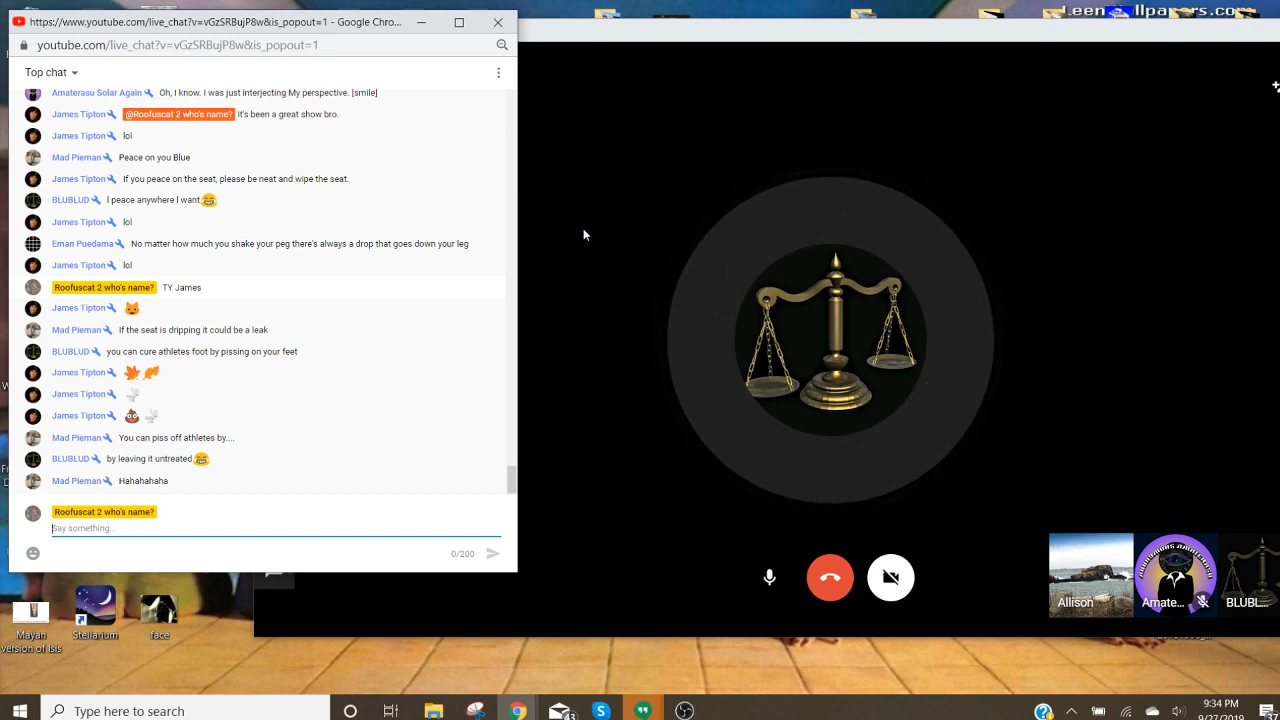 https://www.youtube.com/live_chat?v=vGzSRBujP8w&is_popout=1 - Google Chro...
youtube.com/live_chat?v=vGzSRBujP8w&is_popout=1
Top chat
Amaterasu Solar Again Oh, I know. I was just interjecting My perspective. [smile]
James Tipton @Roofuscat 2 who's name? It's been a great show bro.
James Tipton lol
Mad Pieman Peace on you Blue
James Tipton If you peace on the seat, please be neat and wipe the seat.
BLUBLUD I peace anywhere I want😂
James Tipton lol
Eman Puedama No matter how much you shake your peg there's always a drop that goes down your leg
James Tipton lol
Roofuscat 2 who's name? TY James
James Tipton
Mad Pieman If the seat is dripping it could be a leak
BLUBLUD you can cure athletes foot by pissing on your feet
James Tipton
James Tipton
James Tipton
Mad Pieman You can piss off athletes by....
BLUBLUD by leaving it untreated😂
Mad Pieman Hahahahaha
Roofuscat 2 who's name?
Say something...
0/200
Allison
Amate...
BLUBL...
Mayan version of Isis
Stellarium
face
Type here to search
43
9:34 PM
9/27/2019